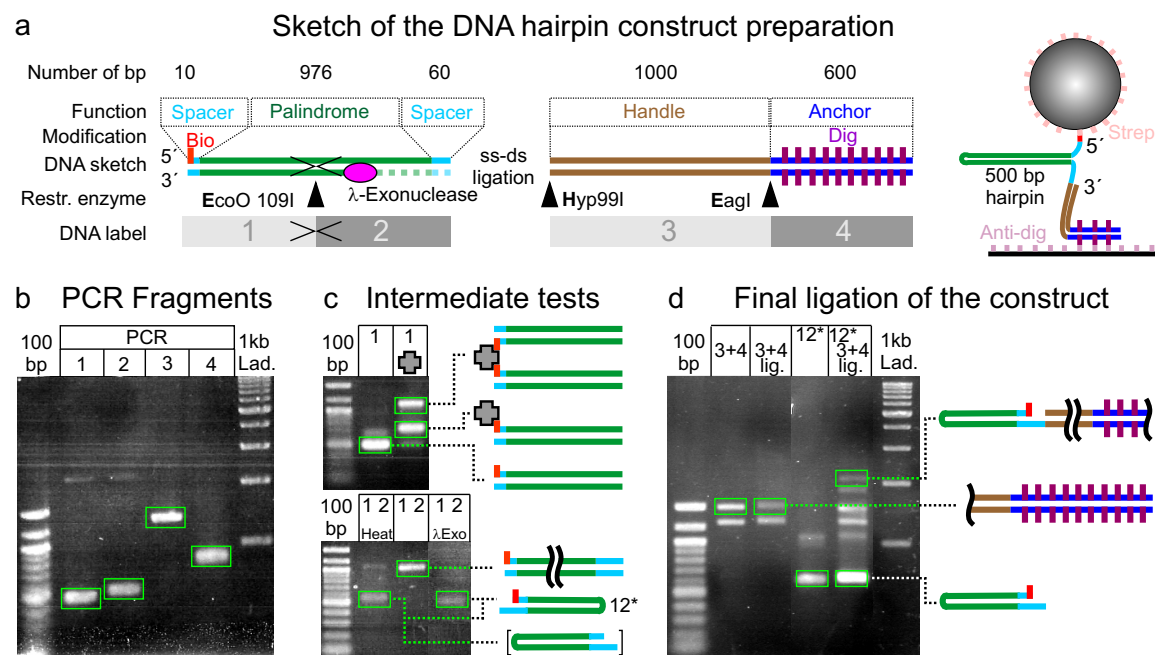 a Sketch of the DNA hairpin construct preparation
Number of bp 10 976 60 1000 600
Function Spacer Palindrome Spacer Handle Anchor
Modification Bio Dig
DNA sketch 5´ ss-ds
3´ λ-Exonuclease ligation
Restr. enzyme EcoO 109I Hyp99I EagI
DNA label 1 2 3 4
Strep
5´
500 bp
hairpin
3´
Anti-dig
b PCR Fragments
100
bp
PCR
1 2 3 4
1kb
Lad.
c Intermediate tests
100
bp
1 1
100
bp
1 2 1 2 1 2
Heat λExo
12*
d Final ligation of the construct
100
bp
3+4 3+4
lig.
12* 12*
3+4
lig.
1kb
Lad.